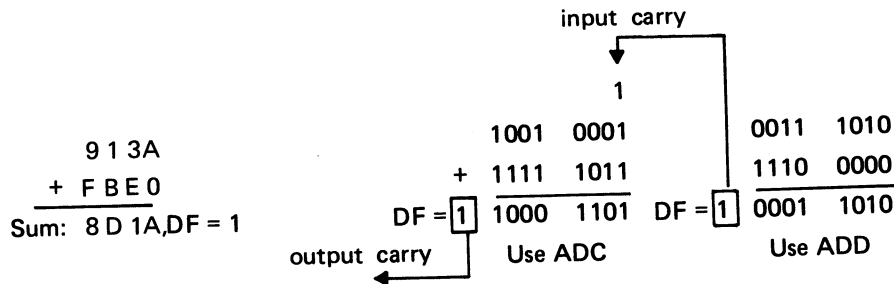 input carry
1
9 1 3A
+ F B E 0
Sum: 8 D 1A,DF = 1
1001 0001
+ 1111 1011
DF = 1 1000 1101
Use ADC
output carry
0011 1010
1110 0000
DF = 1 0001 1010
Use ADD